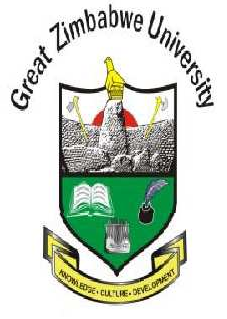 Great Zimbabwe University
KNOWLEDGE • CULTURE • DEVELOPMENT